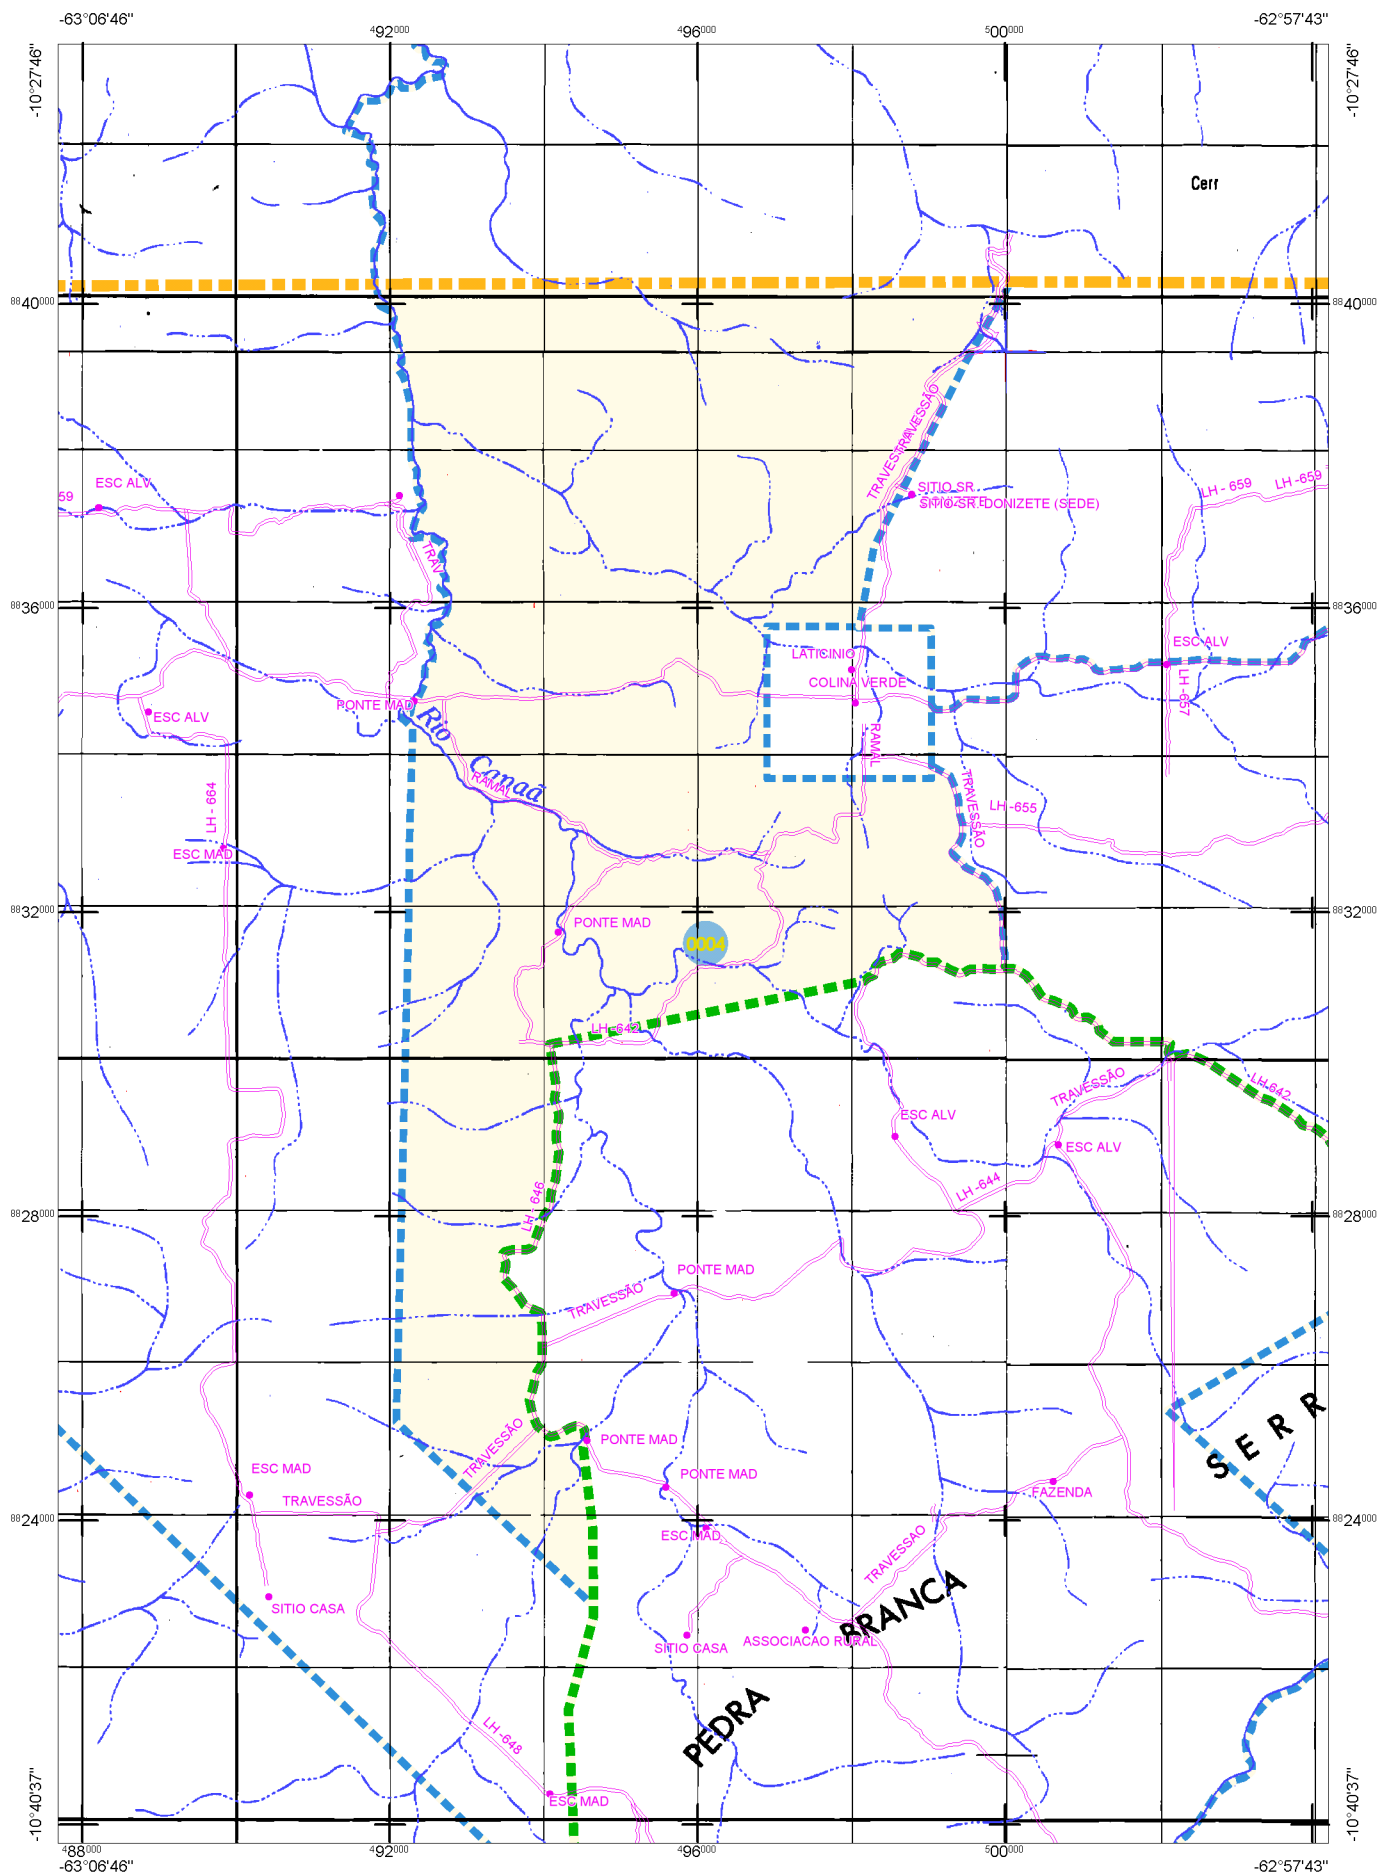 -63°06'46"
-62°57'43"
492000
496000
500000
-10°27'46"
-10°27'46"
Cerr
8840000
8840000
TRAVESTRAVESSÃO
59
ESC ALV
LH - 659
LH -659
SITIO SR
SITIO SR DONIZETE (SEDE)
TRAV
8836000
8836000
ESC ALV
LATICINIO
COLINA VERDE
LH -657
PONTE MAD
ESC ALV
Rio
Canaã
RAMAL
RAMAL
TRAVESSÃO
LH - 664
LH -655
ESC MAD
8832000
8832000
PONTE MAD
0004
LH -642
TRAVESSÃO
LH-642
ESC ALV
ESC ALV
LH - 646
LH -644
8828000
8828000
PONTE MAD
TRAVESSÃO
SERR
TRAVESSÃO
PONTE MAD
ESC MAD
PONTE MAD
TRAVESSÃO
FAZENDA
8824000
8824000
ESC MAD
TRAVESSAO
BRANCA
SITIO CASA
SITIO CASA
ASSOCIACAO RURAL
PEDRA
LH -648
ESC MAD
-10°40'37"
-10°40'37"
488000
492000
496000
500000
-63°06'46"
-62°57'43"